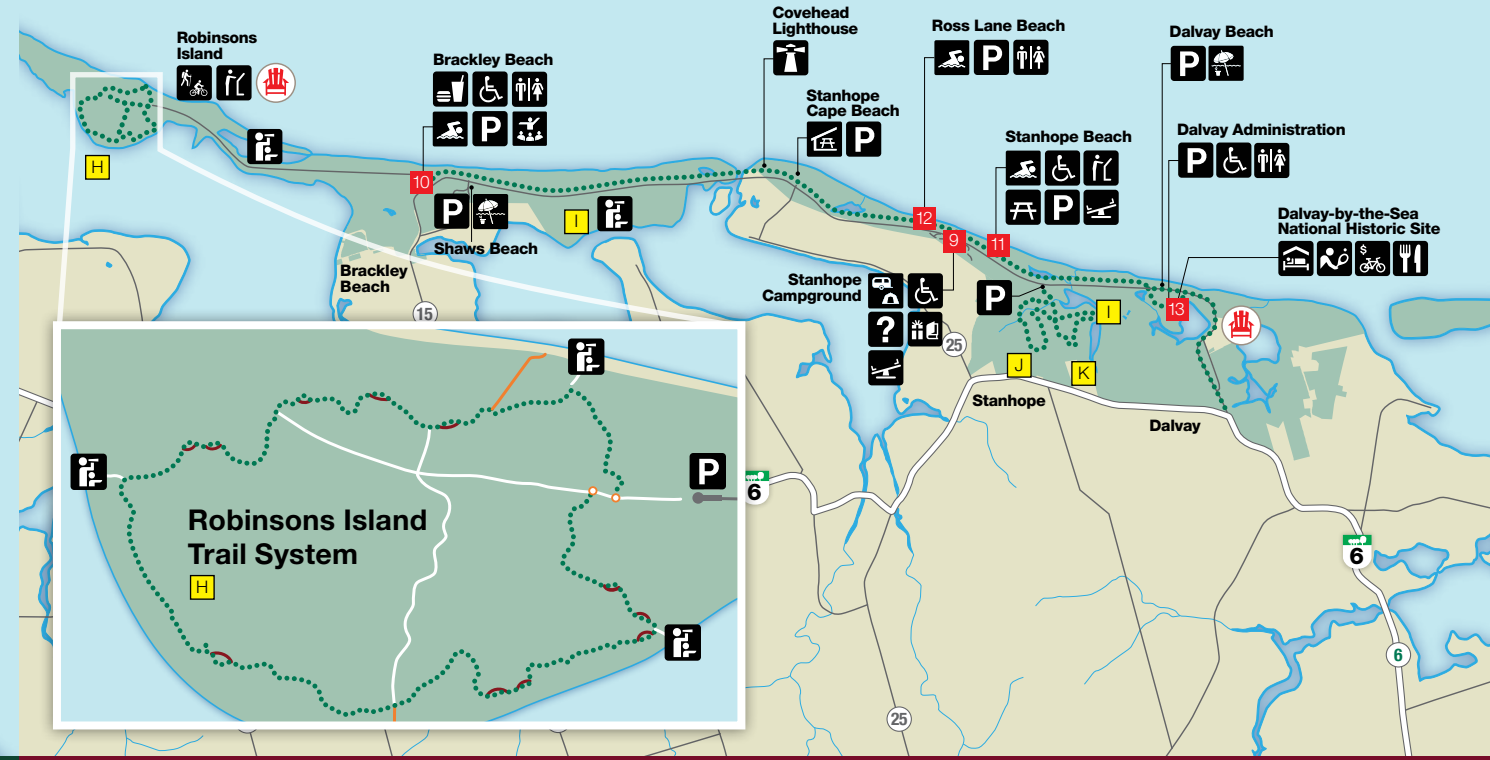 Robinsons
Island
H
Brackley Beach
P
10
P
Shaws Beach
I
Brackley
Beach
15
Covehead
Lighthouse
Stanhope
Cape Beach
P
Ross Lane Beach
P
12
9
11
Stanhope Beach
P
Dalvay Beach
P
Dalvay Administration
P
Dalvay-by-the-Sea
National Historic Site
$
13
Stanhope
Campground
?
P
I
25
J
K
Stanhope
Dalvay
6
6
6
25
P
Robinsons Island
Trail System
H